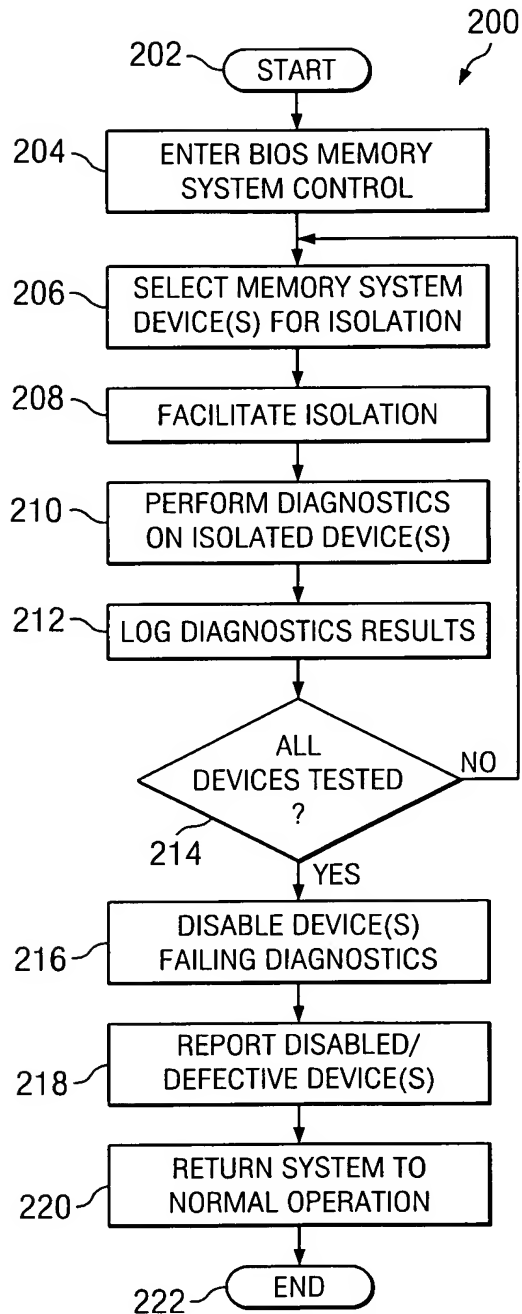 200
202
START
204
ENTER BIOS MEMORY
SYSTEM CONTROL
206
SELECT MEMORY SYSTEM
DEVICE(S) FOR ISOLATION
208
FACILITATE ISOLATION
210
PERFORM DIAGNOSTICS
ON ISOLATED DEVICE(S)
212
LOG DIAGNOSTICS RESULTS
ALL
DEVICES TESTED
?
NO
214
YES
216
DISABLE DEVICE(S)
FAILING DIAGNOSTICS
218
REPORT DISABLED/
DEFECTIVE DEVICE(S)
220
RETURN SYSTEM TO
NORMAL OPERATION
222
END